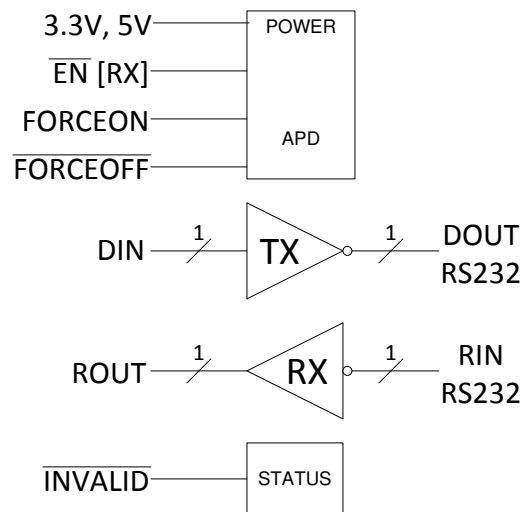 3.3V, 5V
POWER
EN [RX]
FORCEON
APD
FORCEOFF
1
1
DIN
TX
DOUT
RS232
1
1
ROUT
RX
RIN
RS232
INVALID
STATUS